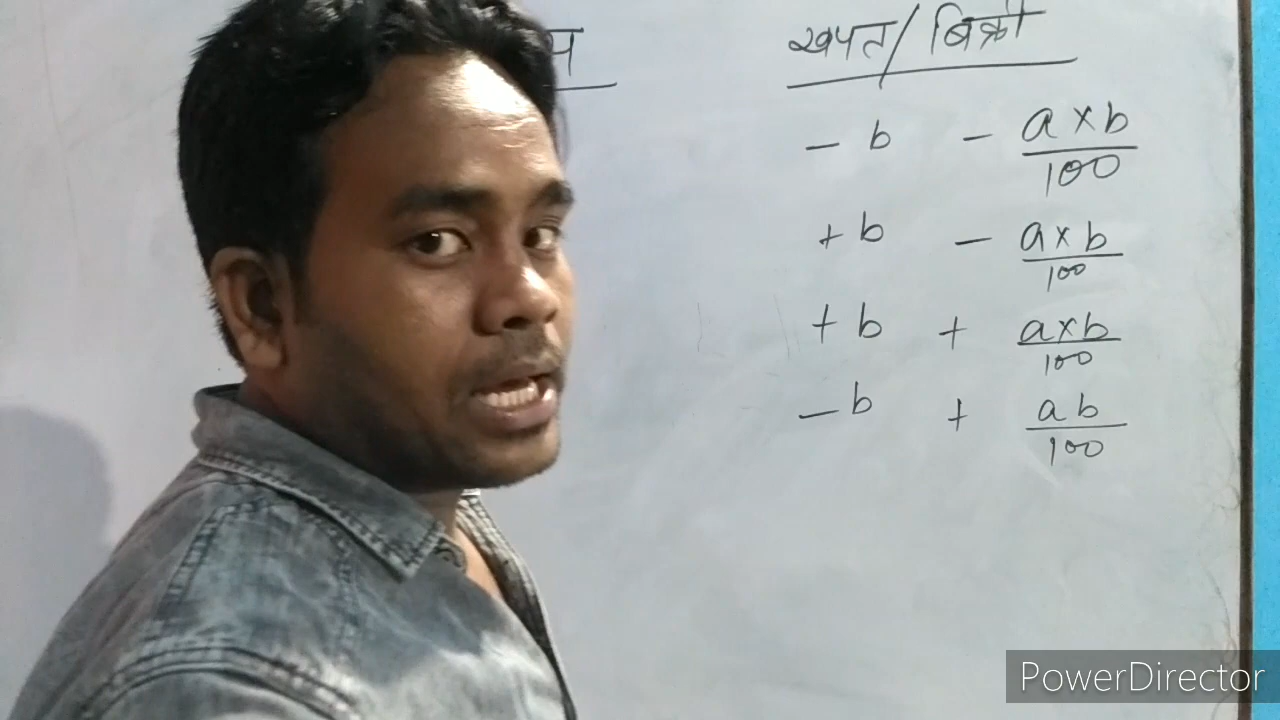 म खपत/बिक्री
- b - a×b/100
+ b - a×b/100
+ b + a×b/100
- b + ab/100
PowerDirector